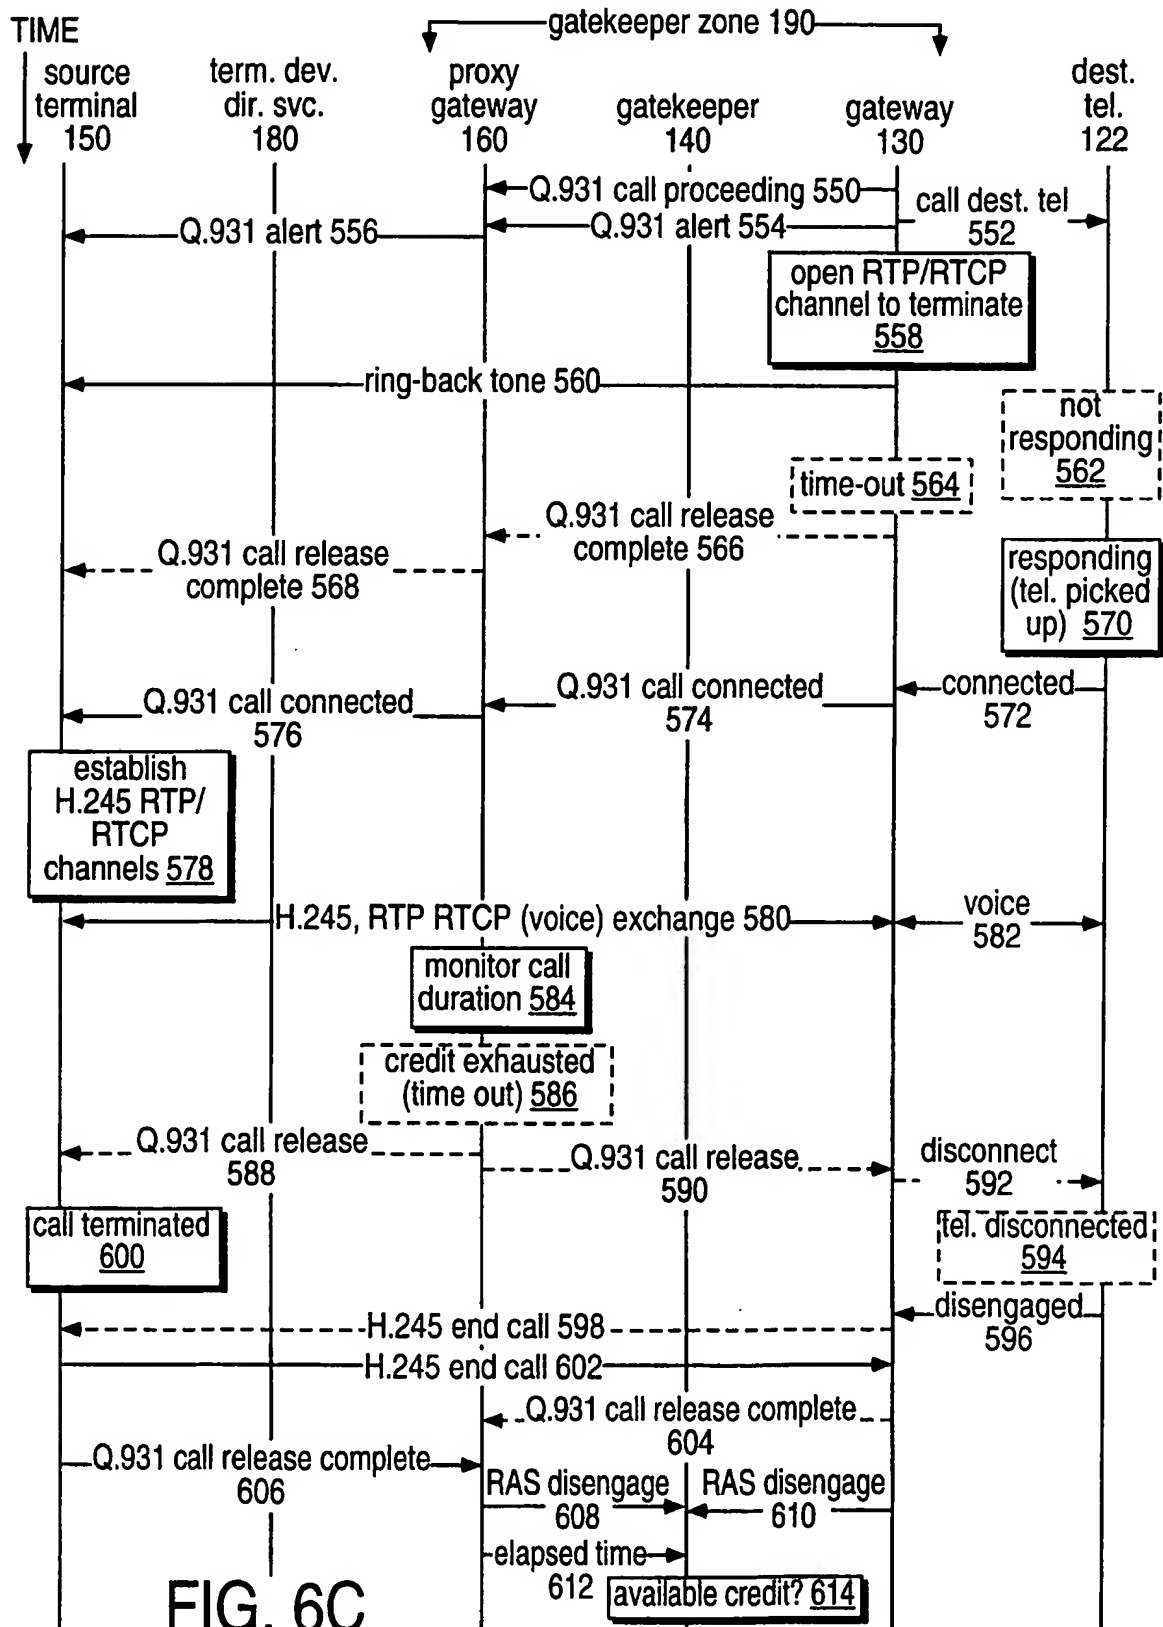 TIME
gatekeeper zone 190
source
terminal
150
term. dev.
dir. svc.
180
proxy
gateway
160
gatekeeper
140
gateway
130
dest.
tel.
122
Q.931 call proceeding 550
call dest. tel
552
Q.931 alert 554
Q.931 alert 556
open RTP/RTCP
channel to terminate
558
ring-back tone 560
not
responding
562
time-out 564
Q.931 call release
complete 566
Q.931 call release
complete 568
responding
(tel. picked
up) 570
connected
572
Q.931 call connected
574
Q.931 call connected
576
establish
H.245 RTP/
RTCP
channels 578
H.245, RTP RTCP (voice) exchange 580
voice
582
monitor call
duration 584
credit exhausted
(time out) 586
Q.931 call release
588
Q.931 call release
590
disconnect
592
call terminated
600
tel. disconnected
594
disengaged
596
H.245 end call 598
H.245 end call 602
Q.931 call release complete
604
Q.931 call release complete
606
RAS disengage
608
RAS disengage
610
elapsed time
612
available credit? 614
FIG. 6C